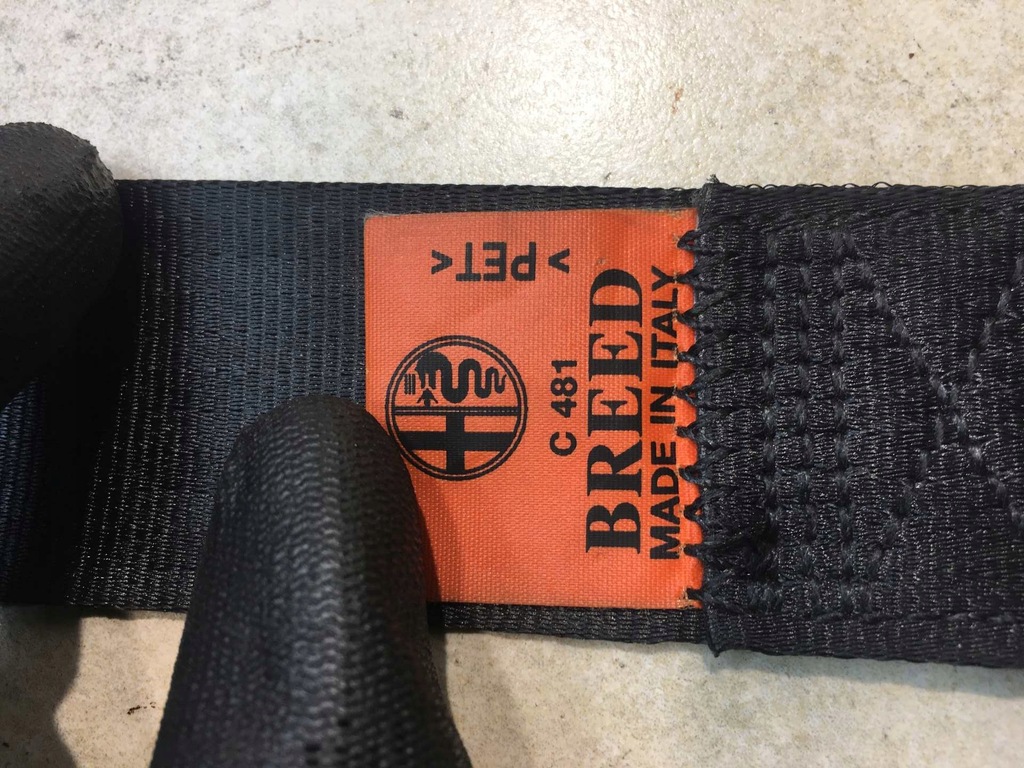 >PET<
C 481
BREED
MADE IN ITALY